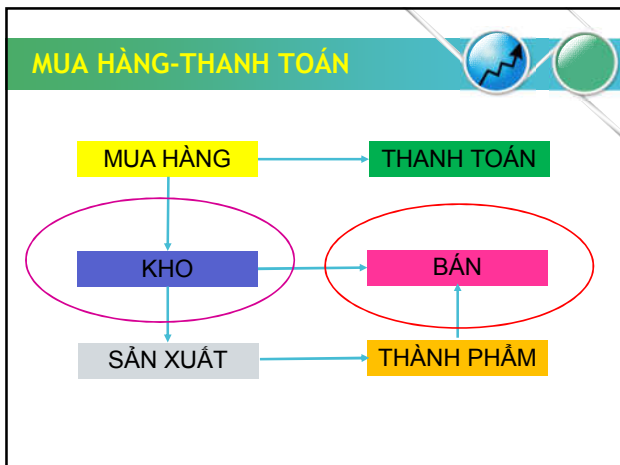 MUA HÀNG-THANH TOÁN
MUA HÀNG
THANH TOÁN
KHO
BÁN
SẢN XUẤT
THÀNH PHẨM